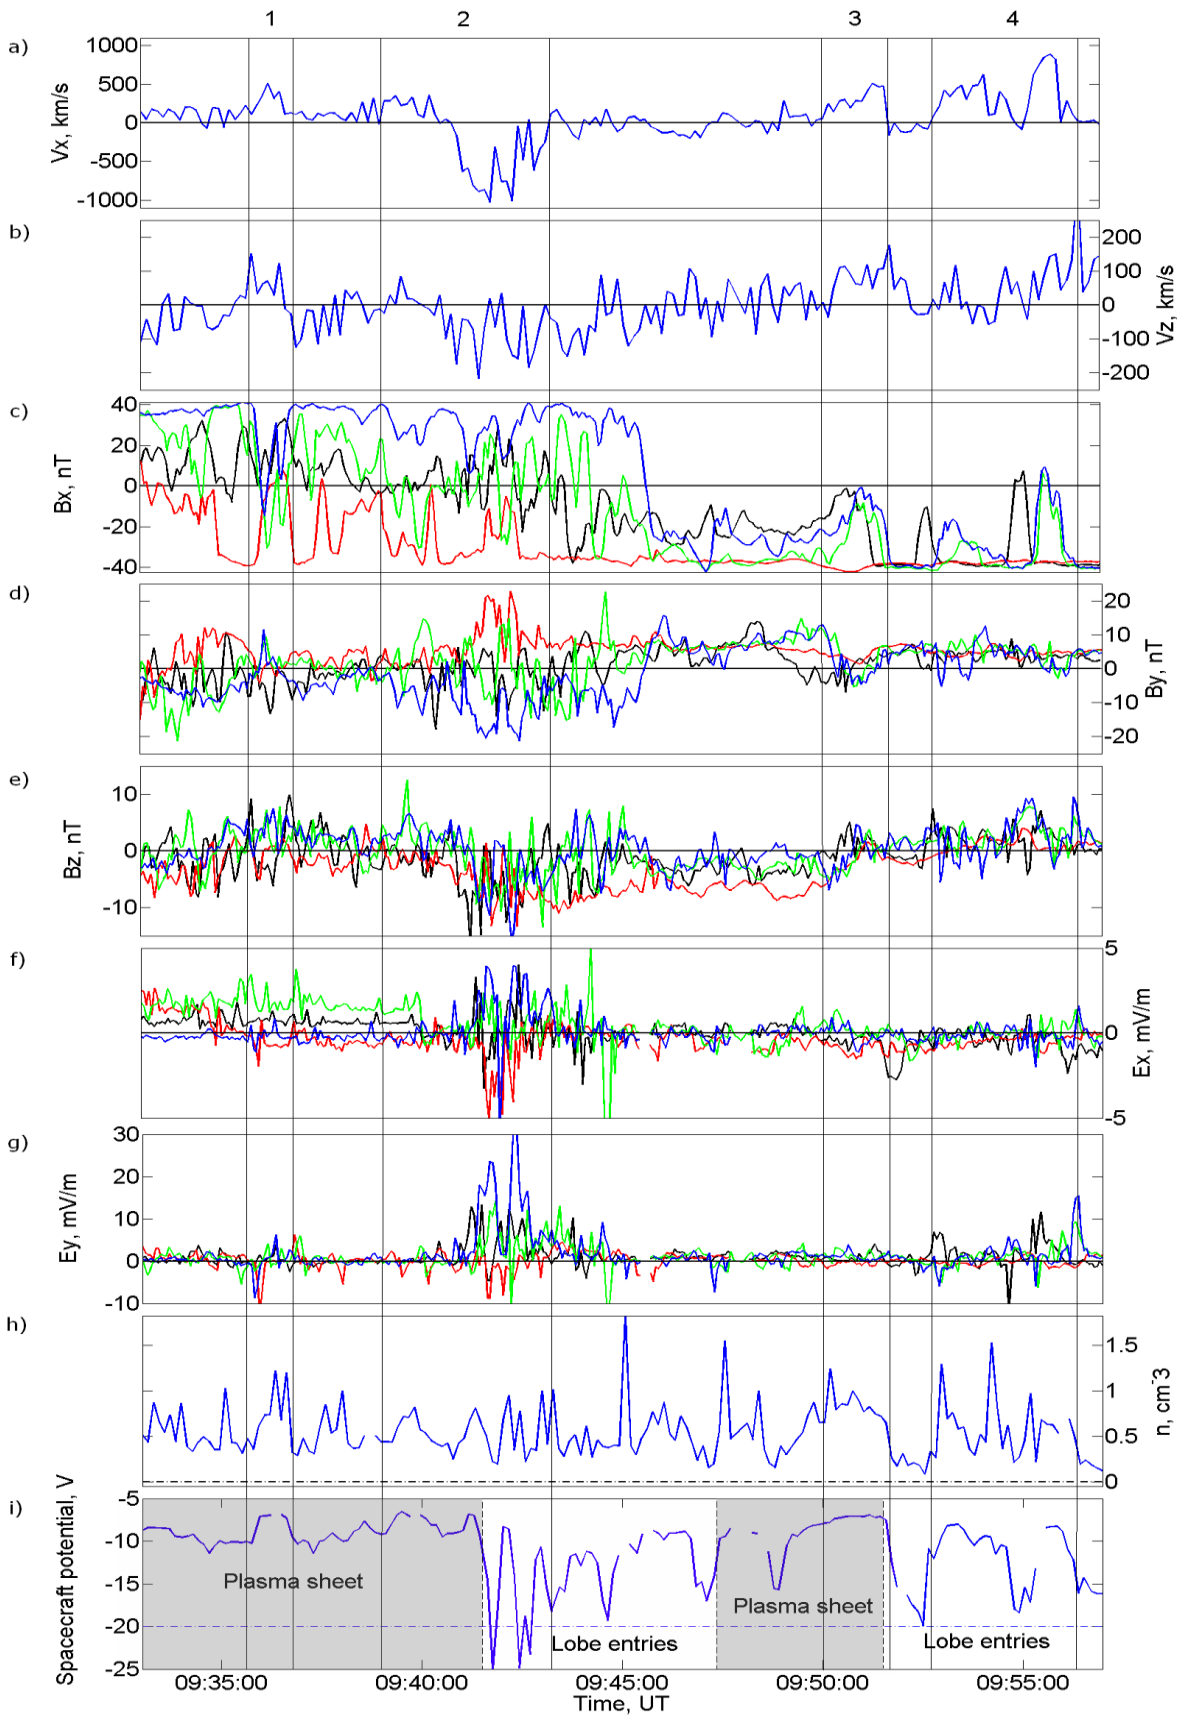 1 2 3 4
a)
Vx, km/s
1000
500
0
-500
-1000
b)
200
100
0
-100
-200
Vz, km/s
c)
Bx, nT
40
20
0
-20
-40
d)
20
10
0
-10
-20
By, nT
e)
Bz, nT
10
0
-10
f)
5
0
-5
Ex, mV/m
g)
Ey, mV/m
30
20
10
0
-10
h)
1.5
1
0.5
0
n, cm-3
i)
Spacecraft potential, V
-5
-10
-15
-20
-25
Plasma sheet
Lobe entries
Plasma sheet
Lobe entries
09:35:00 09:40:00 09:45:00 09:50:00 09:55:00
Time, UT